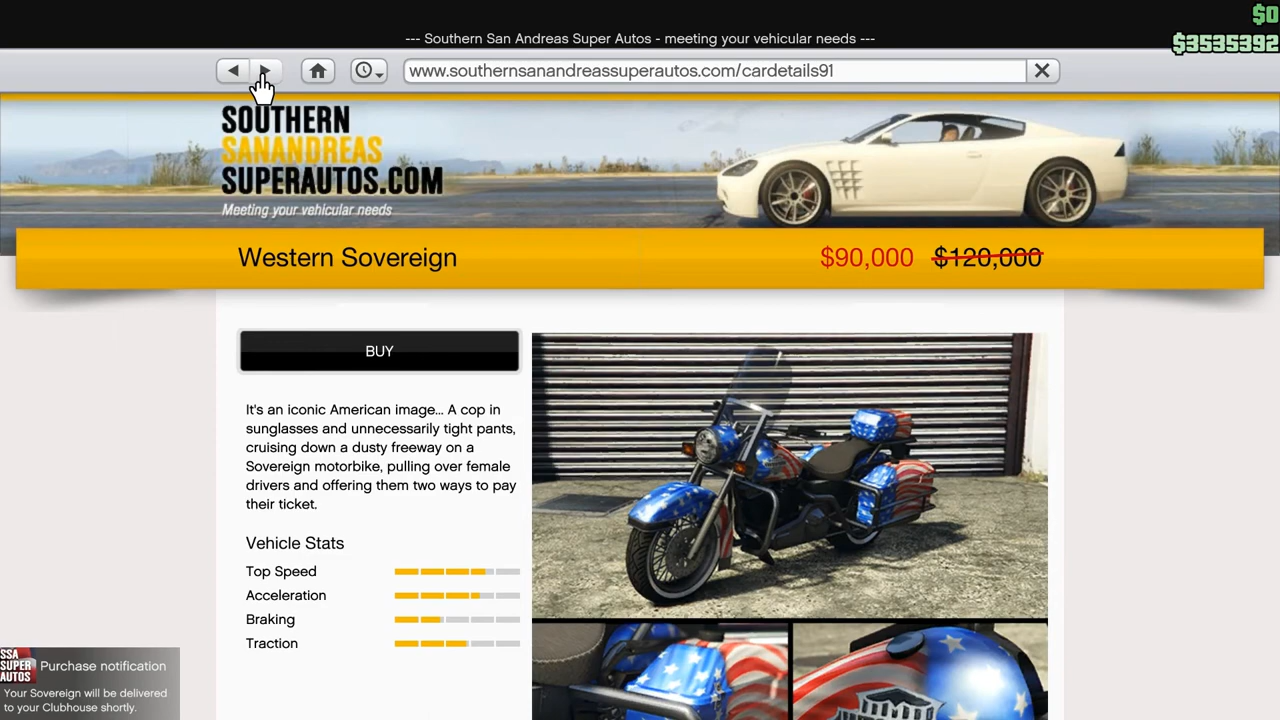 $0
--- Southern San Andreas Super Autos - meeting your vehicular needs ---
$3535392
www.southernsanandreassuperautos.com/cardetails91
SOUTHERN
SANANDREAS
SUPERAUTOS.COM
Meeting your vehicular needs
Western Sovereign
$90,000 $120,000
BUY
It's an iconic American image... A cop in
sunglasses and unnecessarily tight pants,
cruising down a dusty freeway on a
Sovereign motorbike, pulling over female
drivers and offering them two ways to pay
their ticket.
Vehicle Stats
Top Speed
Acceleration
Braking
Traction
SSA
SUPER
AUTOS
Purchase notification
Your Sovereign will be delivered
to your Clubhouse shortly.